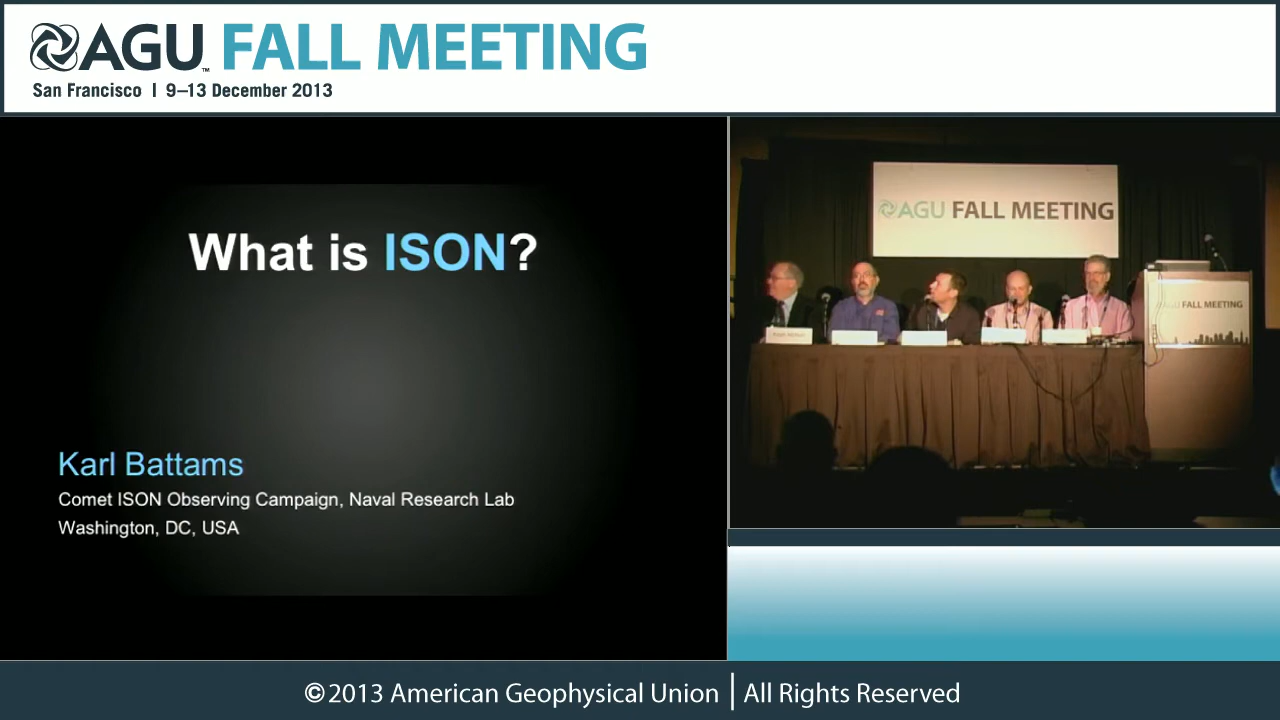 AGU™ FALL MEETING
San Francisco | 9–13 December 2013
What is ISON?
Karl Battams
Comet ISON Observing Campaign, Naval Research Lab
Washington, DC, USA
AGU FALL MEETING
AGU FALL MEETING
©2013 American Geophysical Union | All Rights Reserved